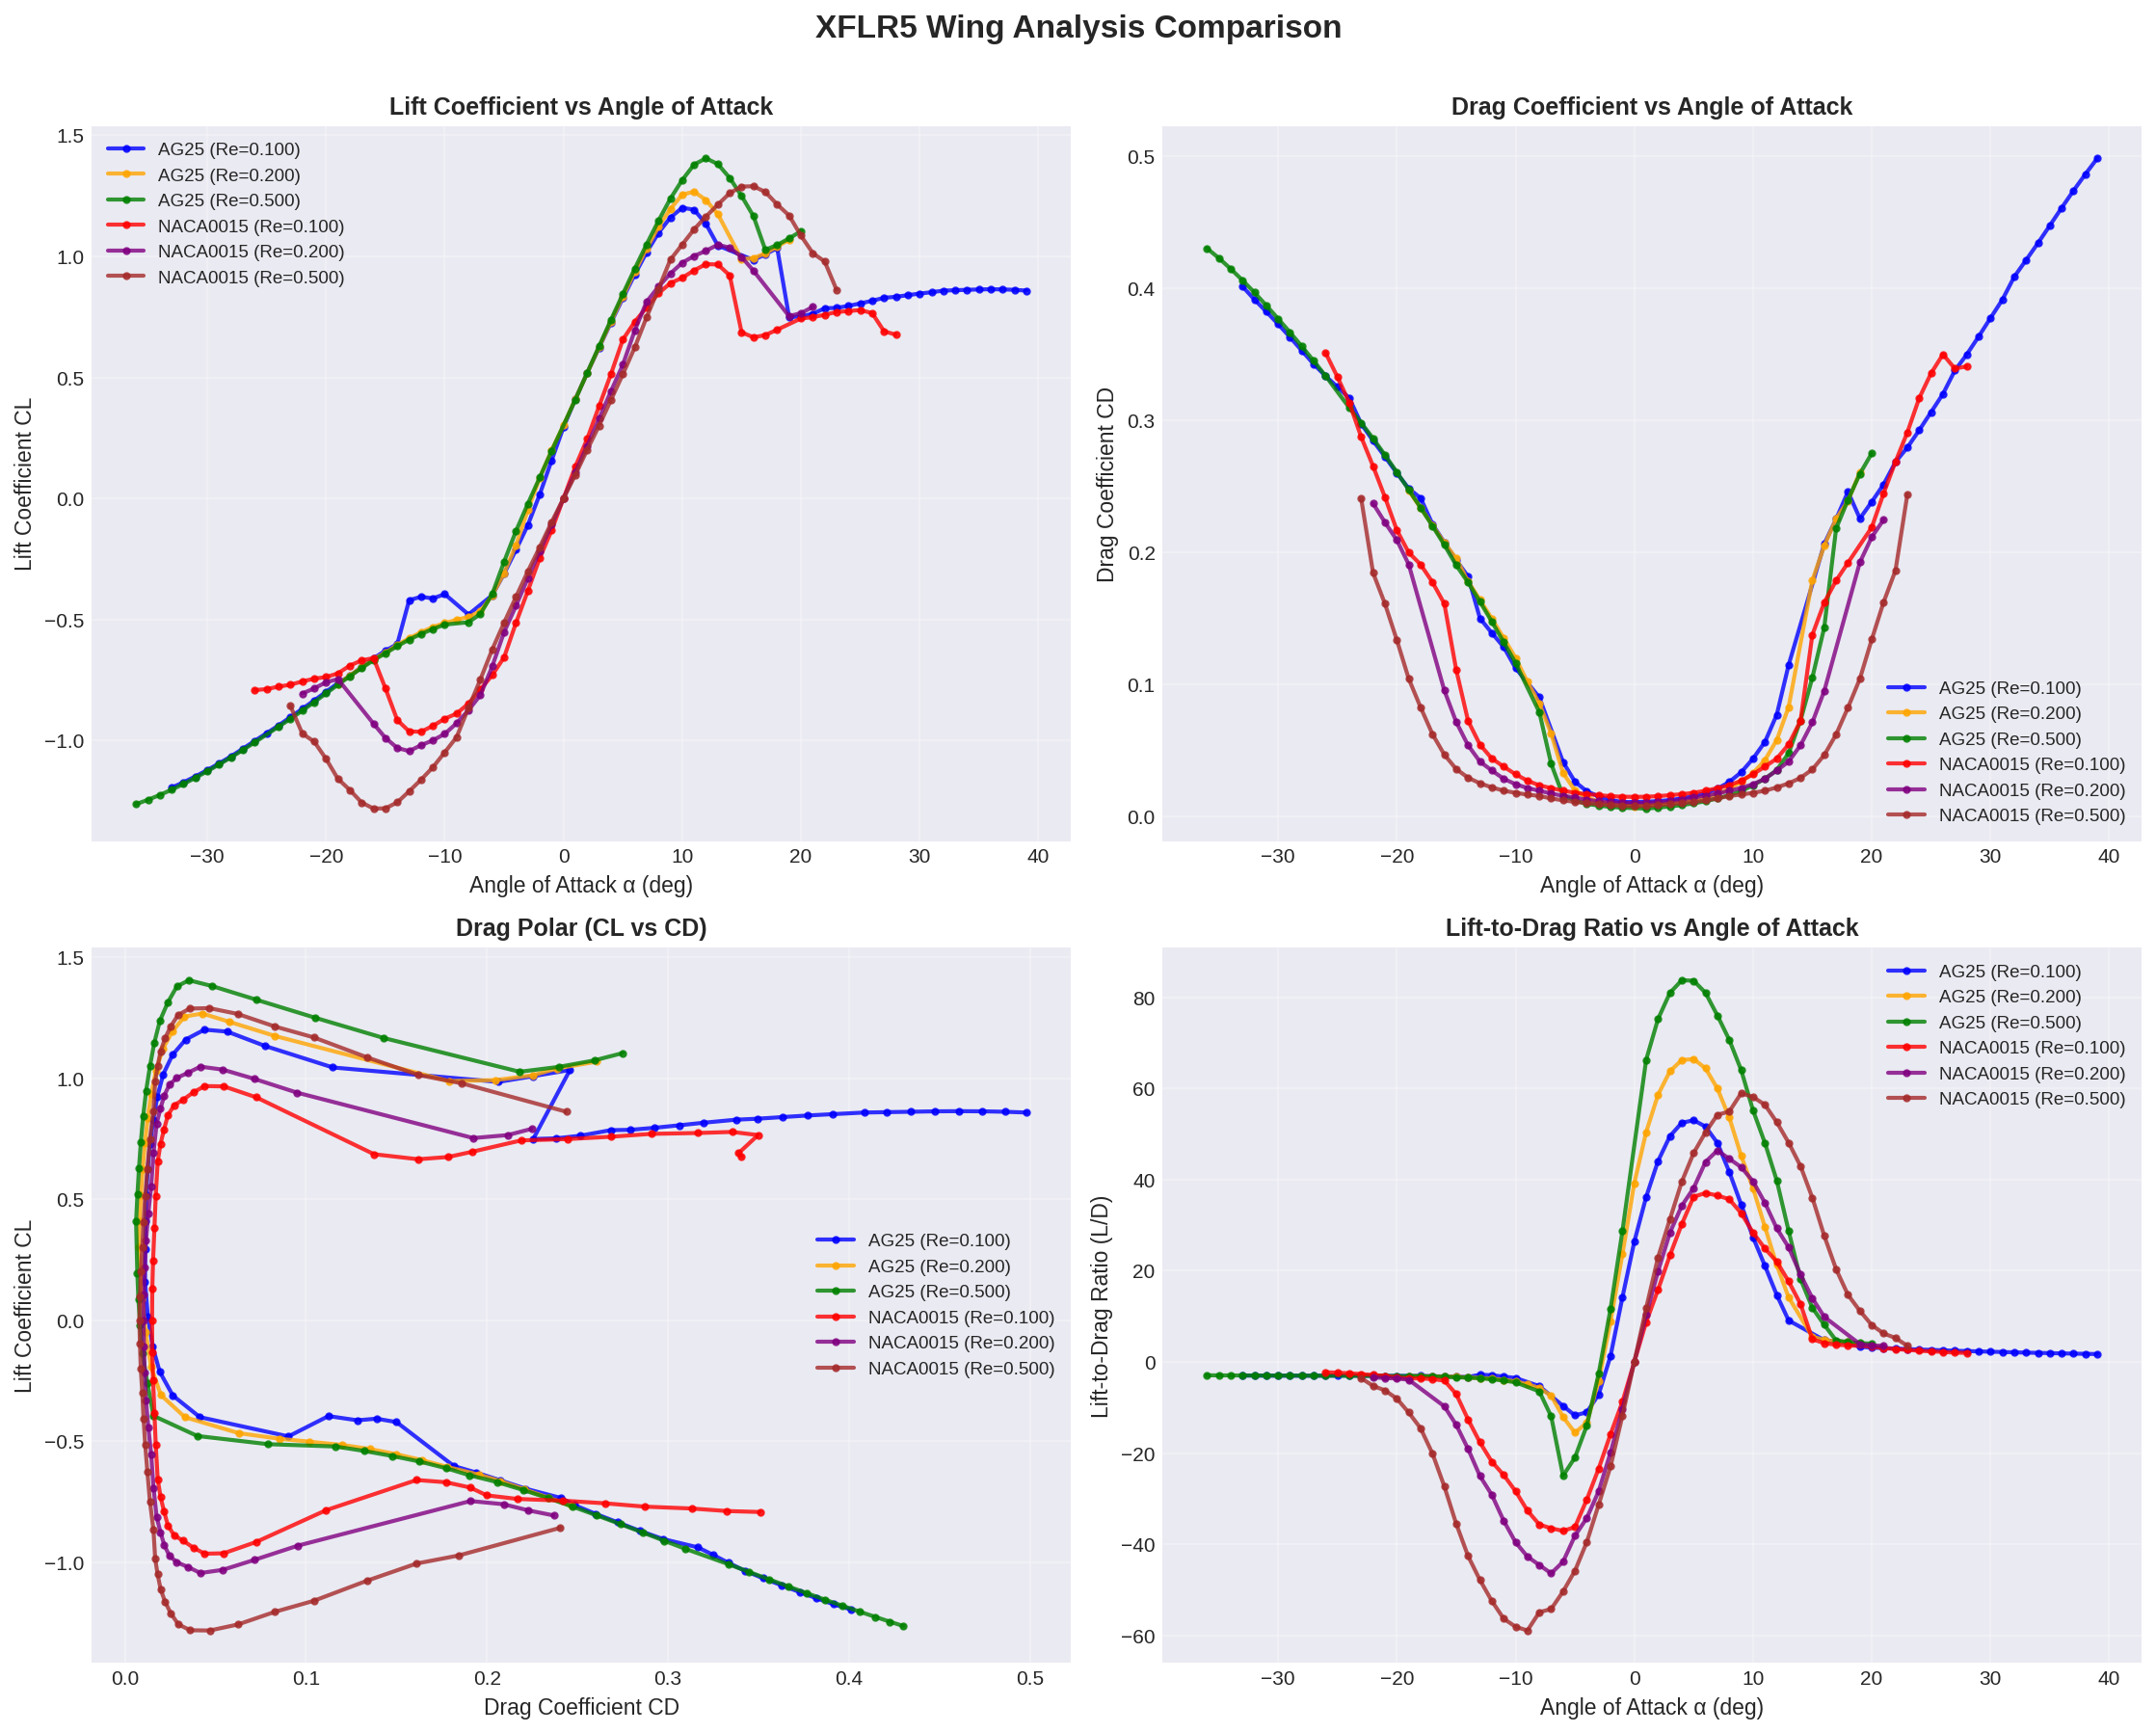 XFLR5 Wing Analysis Comparison
Lift Coefficient vs Angle of Attack
1.5
1.0
0.5
0.0
−0.5
−1.0
Lift Coefficient CL
AG25 (Re=0.100)
AG25 (Re=0.200)
AG25 (Re=0.500)
NACA0015 (Re=0.100)
NACA0015 (Re=0.200)
NACA0015 (Re=0.500)
−30 −20 −10 0 10 20 30 40
Angle of Attack α (deg)
Drag Coefficient vs Angle of Attack
0.5
0.4
0.3
0.2
0.1
0.0
Drag Coefficient CD
AG25 (Re=0.100)
AG25 (Re=0.200)
AG25 (Re=0.500)
NACA0015 (Re=0.100)
NACA0015 (Re=0.200)
NACA0015 (Re=0.500)
−30 −20 −10 0 10 20 30 40
Angle of Attack α (deg)
Drag Polar (CL vs CD)
1.5
1.0
0.5
0.0
−0.5
−1.0
Lift Coefficient CL
AG25 (Re=0.100)
AG25 (Re=0.200)
AG25 (Re=0.500)
NACA0015 (Re=0.100)
NACA0015 (Re=0.200)
NACA0015 (Re=0.500)
0.0 0.1 0.2 0.3 0.4 0.5
Drag Coefficient CD
Lift-to-Drag Ratio vs Angle of Attack
80
60
40
20
0
−20
−40
−60
Lift-to-Drag Ratio (L/D)
AG25 (Re=0.100)
AG25 (Re=0.200)
AG25 (Re=0.500)
NACA0015 (Re=0.100)
NACA0015 (Re=0.200)
NACA0015 (Re=0.500)
−30 −20 −10 0 10 20 30 40
Angle of Attack α (deg)